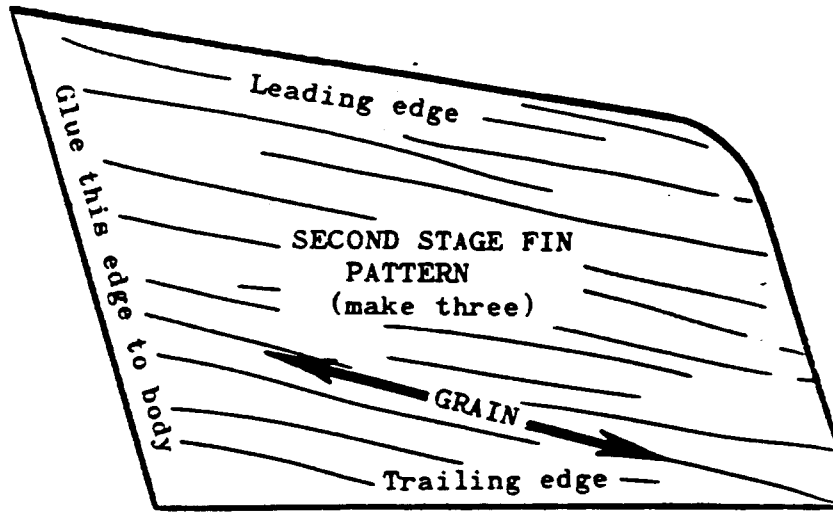 Leading edge
Glue this edge to body
SECOND STAGE FIN
PATTERN
(make three)
GRAIN
Trailing edge